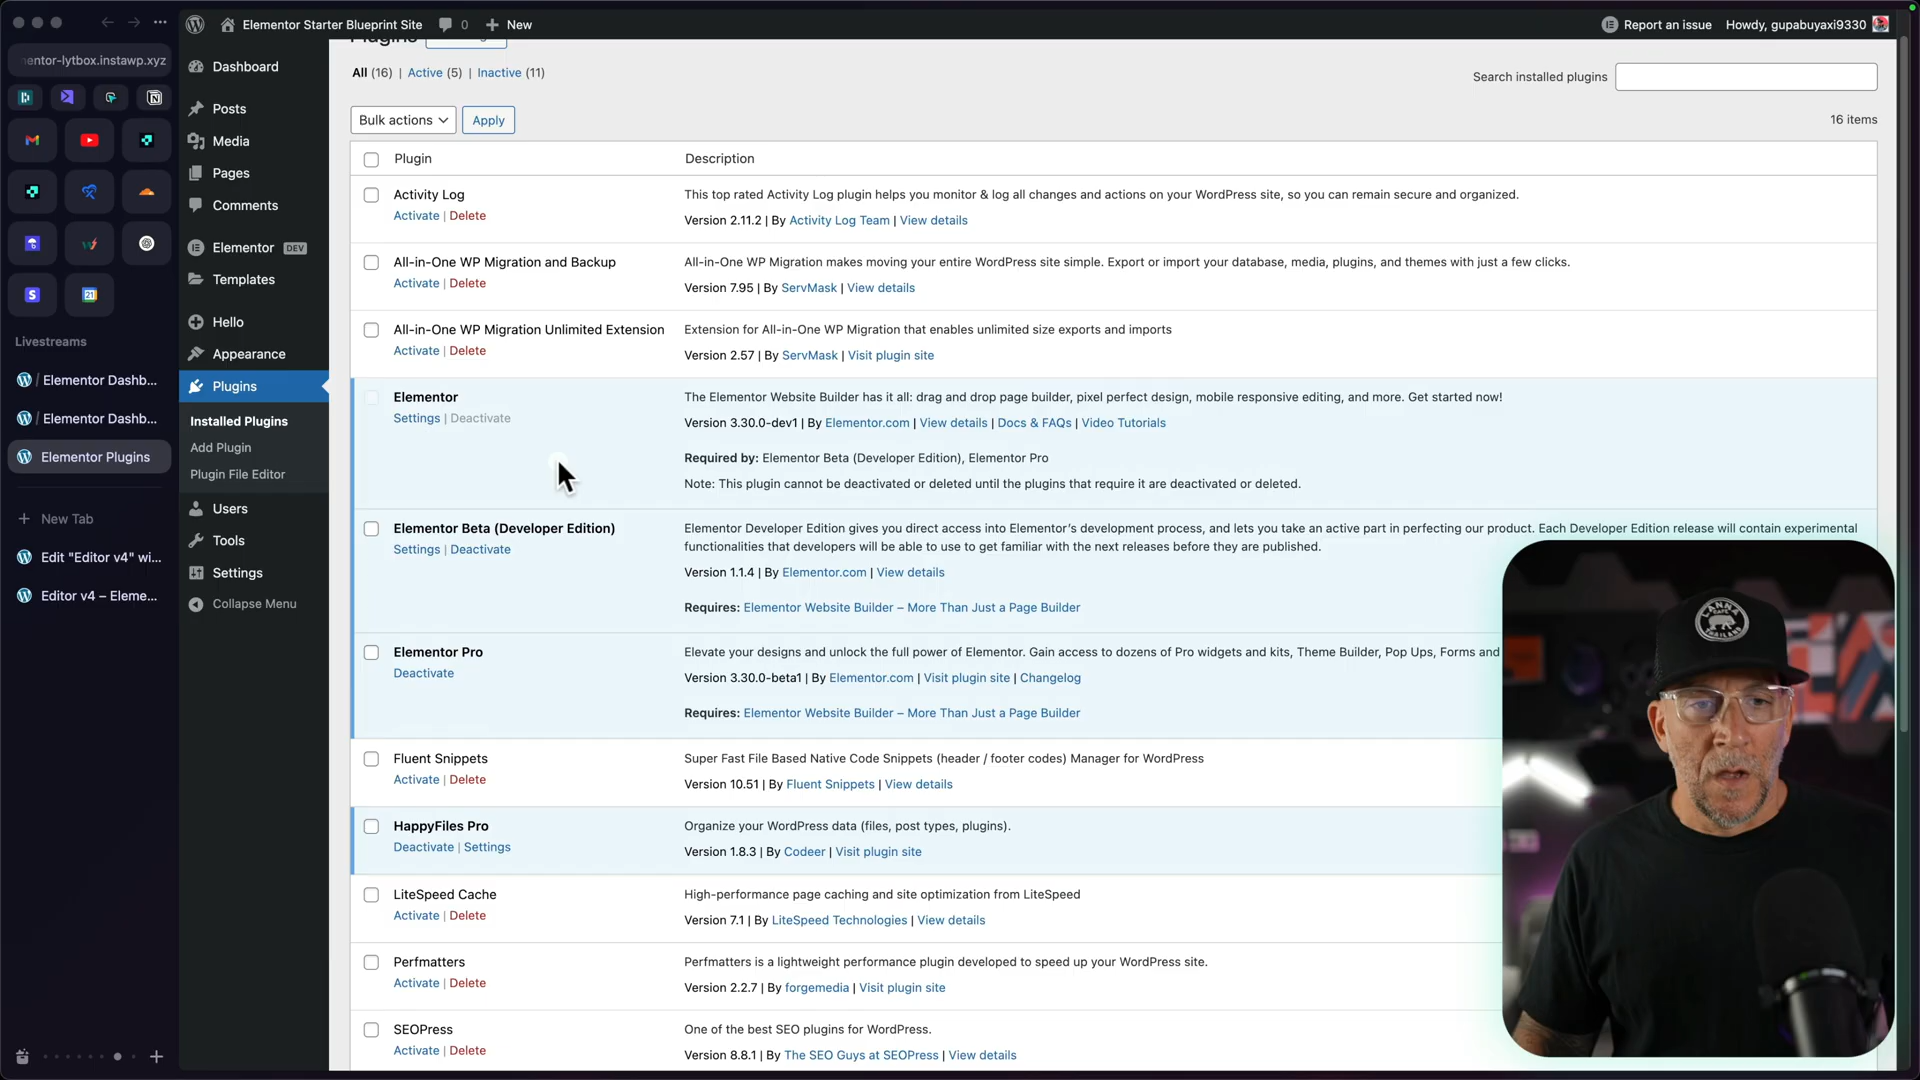 Elementor Starter Blueprint Site
0
New
Report an issue
Howdy, gupabuyaxi9330
entor-lytbox.instawp.xyz
21
Livestreams
/ Elementor Dashb...
/ Elementor Dashb...
Elementor Plugins
New Tab
Edit "Editor v4" wi...
Editor v4 – Eleme...
Dashboard
Posts
Media
Pages
Comments
Elementor DEV
Templates
Hello
Appearance
Plugins
Installed Plugins
Add Plugin
Plugin File Editor
Users
Tools
Settings
Collapse Menu
Plugins
All (16) | Active (5) | Inactive (11)
Search installed plugins
Bulk actions
Apply
16 items
Plugin
Description
Activity Log
Activate | Delete
This top rated Activity Log plugin helps you monitor & log all changes and actions on your WordPress site, so you can remain secure and organized.
Version 2.11.2 | By Activity Log Team | View details
All-in-One WP Migration and Backup
Activate | Delete
All-in-One WP Migration makes moving your entire WordPress site simple. Export or import your database, media, plugins, and themes with just a few clicks.
Version 7.95 | By ServMask | View details
All-in-One WP Migration Unlimited Extension
Activate | Delete
Extension for All-in-One WP Migration that enables unlimited size exports and imports
Version 2.57 | By ServMask | Visit plugin site
Elementor
Settings | Deactivate
The Elementor Website Builder has it all: drag and drop page builder, pixel perfect design, mobile responsive editing, and more. Get started now!
Version 3.30.0-dev1 | By Elementor.com | View details | Docs & FAQs | Video Tutorials
Required by: Elementor Beta (Developer Edition), Elementor Pro
Note: This plugin cannot be deactivated or deleted until the plugins that require it are deactivated or deleted.
Elementor Beta (Developer Edition)
Settings | Deactivate
Elementor Developer Edition gives you direct access into Elementor's development process, and lets you take an active part in perfecting our product. Each Developer Edition release will contain experimental
functionalities that developers will be able to use to get familiar with the next releases before they are published.
Version 1.1.4 | By Elementor.com | View details
Requires: Elementor Website Builder – More Than Just a Page Builder
Elementor Pro
Deactivate
Elevate your designs and unlock the full power of Elementor. Gain access to dozens of Pro widgets and kits, Theme Builder, Pop Ups, Forms and
Version 3.30.0-beta1 | By Elementor.com | Visit plugin site | Changelog
Requires: Elementor Website Builder – More Than Just a Page Builder
Fluent Snippets
Activate | Delete
Super Fast File Based Native Code Snippets (header / footer codes) Manager for WordPress
Version 10.51 | By Fluent Snippets | View details
HappyFiles Pro
Deactivate | Settings
Organize your WordPress data (files, post types, plugins).
Version 1.8.3 | By Codeer | Visit plugin site
LiteSpeed Cache
Activate | Delete
High-performance page caching and site optimization from LiteSpeed
Version 7.1 | By LiteSpeed Technologies | View details
Perfmatters
Activate | Delete
Perfmatters is a lightweight performance plugin developed to speed up your WordPress site.
Version 2.2.7 | By forgemedia | Visit plugin site
SEOPress
Activate | Delete
One of the best SEO plugins for WordPress.
Version 8.8.1 | By The SEO Guys at SEOPress | View details
LANNA
THAILAND